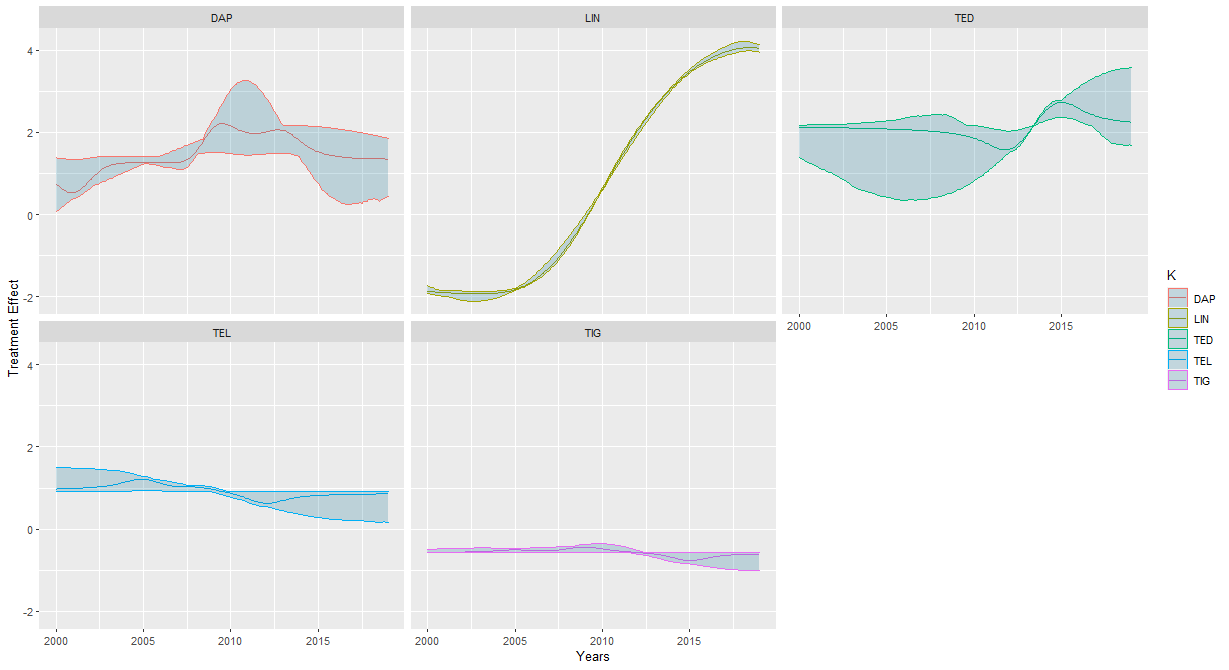 DAP LIN TED
4
2
0
-2
2000 2005 2010 2015
TEL TIG
4
2
0
-2
2000 2005 2010 2015 2000 2005 2010 2015
Treatment Effect
Years
K
DAP
LIN
TED
TEL
TIG